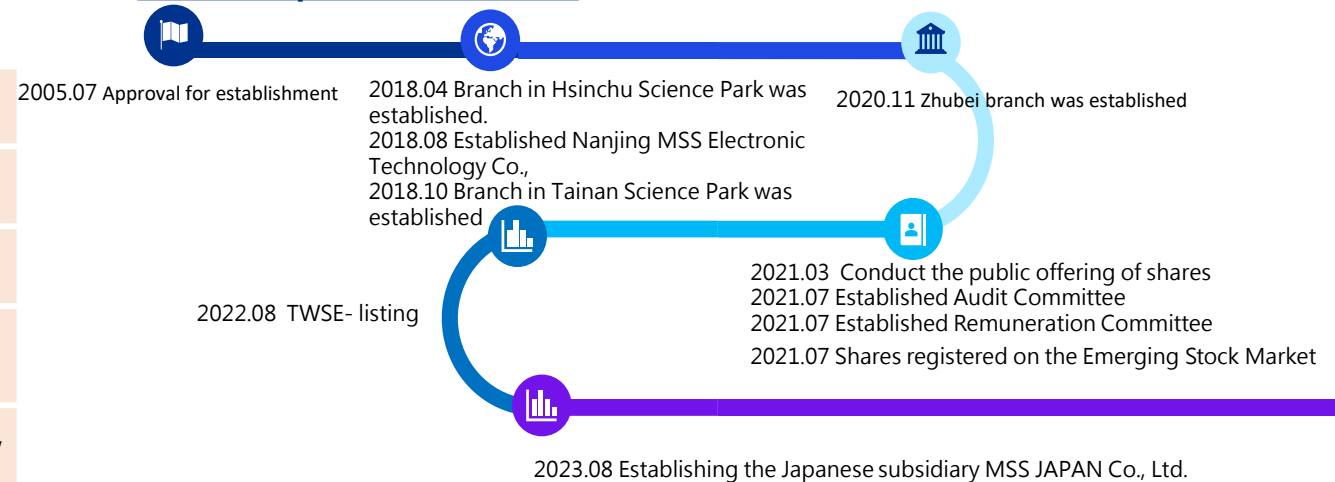 2005.07 Approval for establishment
2018.04 Branch in Hsinchu Science Park was
established.
2018.08 Established Nanjing MSS Electronic
Technology Co.,
2018.10 Branch in Tainan Science Park was
established
2020.11 Zhubei branch was established
2021.03 Conduct the public offering of shares
2021.07 Established Audit Committee
2021.07 Established Remuneration Committee
2021.07 Shares registered on the Emerging Stock Market
2022.08 TWSE- listing
2023.08 Establishing the Japanese subsidiary MSS JAPAN Co., Ltd.